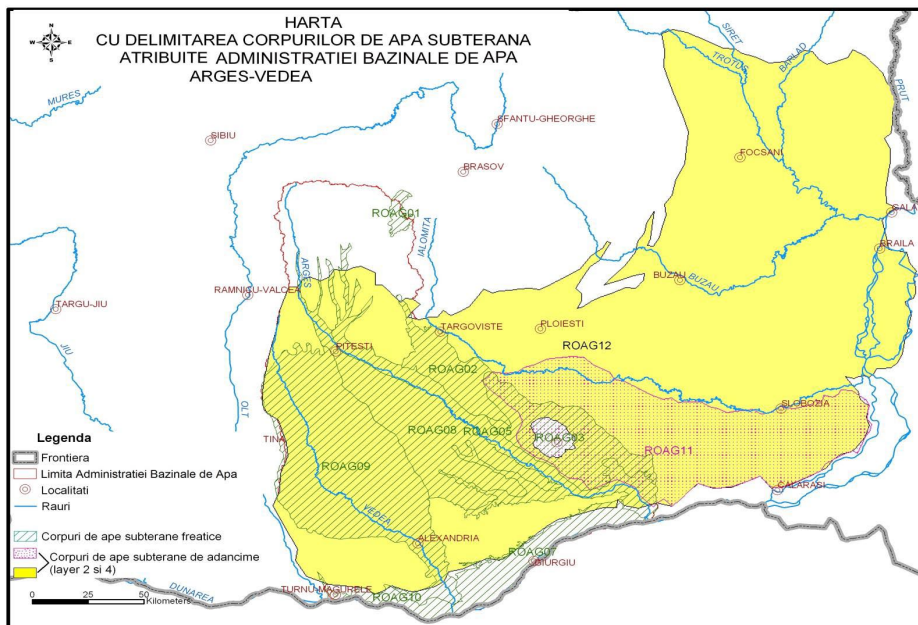 HARTA
CU DELIMITAREA CORPURILOR DE APA SUBTERANA
ATRIBUITE ADMINISTRATIEI BAZINALE DE APA
ARGES-VEDEA
N
W E
S
SIRET
TROTUS
BARLAD
PRUT
MURES
SFANTU-GHEORGHE
SIBIU
BRASOV
FOCSANI
ROAG01
GALA
IALOMITA
BRAILA
ARGES
BUZAU
BUZAU
RAMNICU-VALCEA
TARGU-JIU
TARGOVISTE
PLOIESTI
ROAG12
JIU
PITESTI
ROAG02
OLT
SLOBOZIA
ROAG08
ROAG05
ROAG03
ROAG11
TINA
ROAG09
CALARASI
VEDEA
ALEXANDRIA
ROAG07
GIURGIU
DUNAREA
TURNU-MAGURELE
ROAG10
Legenda
Frontiera
Limita Administratiei Bazinale de Apa
Localitati
Rauri
Corpuri de ape subterane freatice
Corpuri de ape subterane de adancime
(layer 2 si 4)
0 25 50
Kilometers